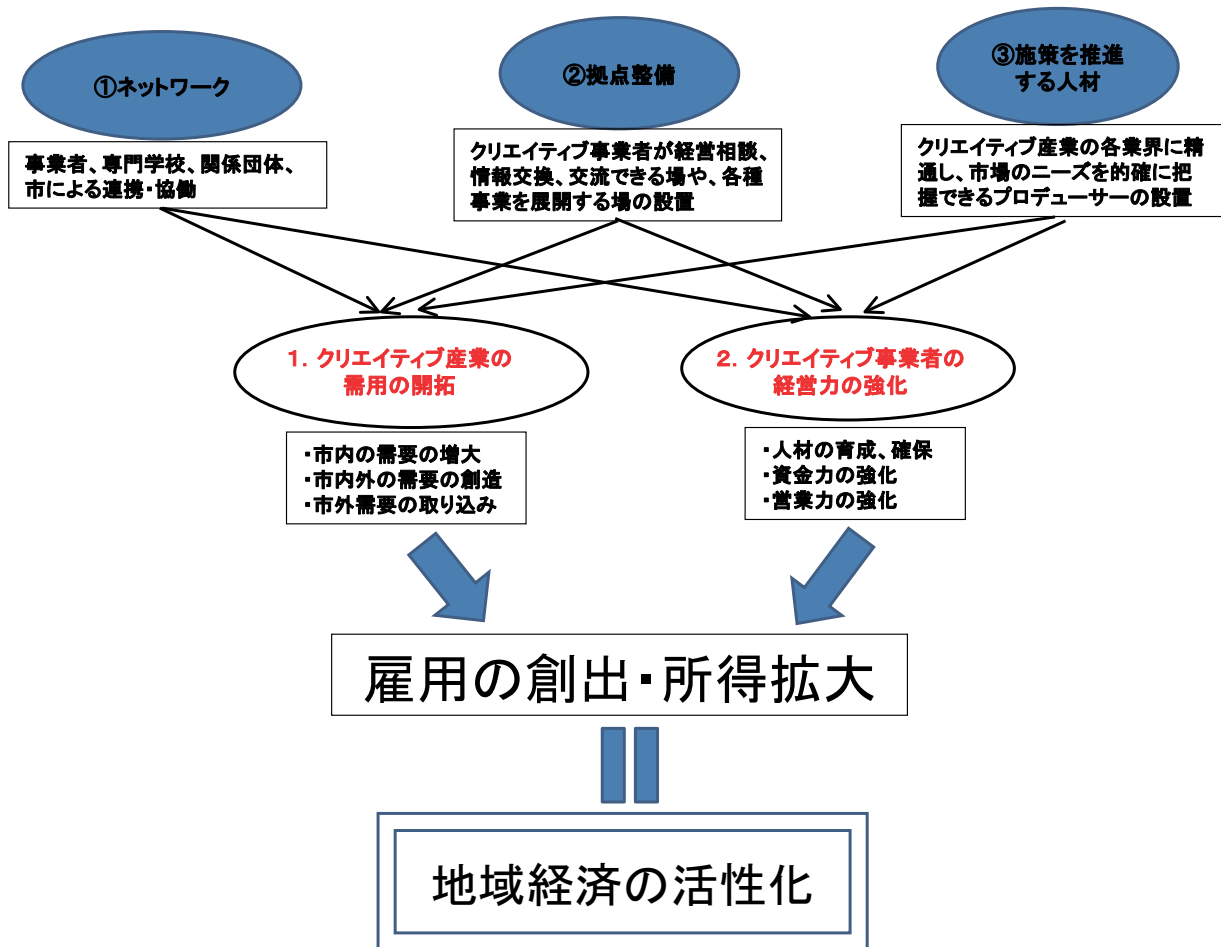 ①ネットワーク
②拠点整備
③施策を推進
する人材
事業者、専門学校、関係団体、
市による連携・協働
クリエイティブ事業者が経営相談、
情報交換、交流できる場や、各種
事業を展開する場の設置
クリエイティブ産業の各業界に精
通し、市場のニーズを的確に把
握できるプロデューサーの設置
1．クリエイティブ産業の
需用の開拓
2．クリエイティブ事業者の
経営力の強化
・市内の需要の増大
・市内外の需要の創造
・市外需要の取り込み
・人材の育成、確保
・資金力の強化
・営業力の強化
雇用の創出・所得拡大
地域経済の活性化